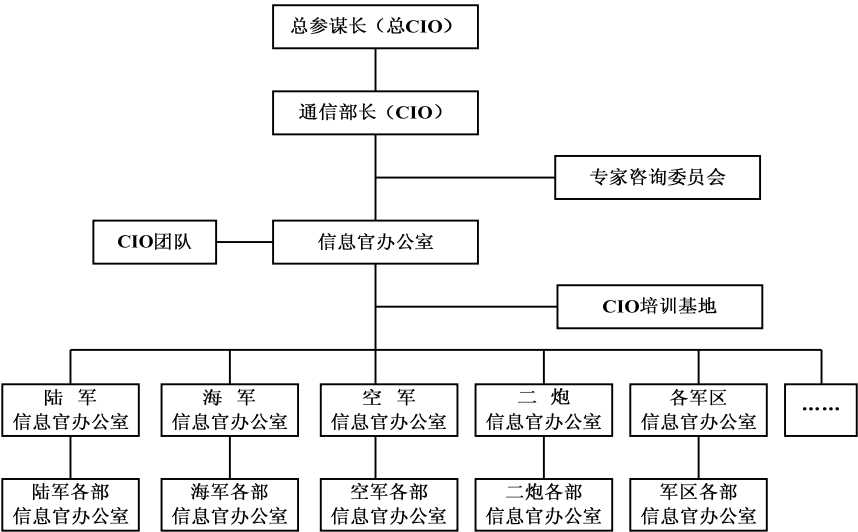 总参谋长（总CIO）
通信部长（CIO）
专家咨询委员会
CIO团队
信息官办公室
CIO培训基地
陆 军
信息官办公室
海 军
信息官办公室
空 军
信息官办公室
二 炮
信息官办公室
各军区
信息官办公室
……
陆军各部
信息官办公室
海军各部
信息官办公室
空军各部
信息官办公室
二炮各部
信息官办公室
军区各部
信息官办公室